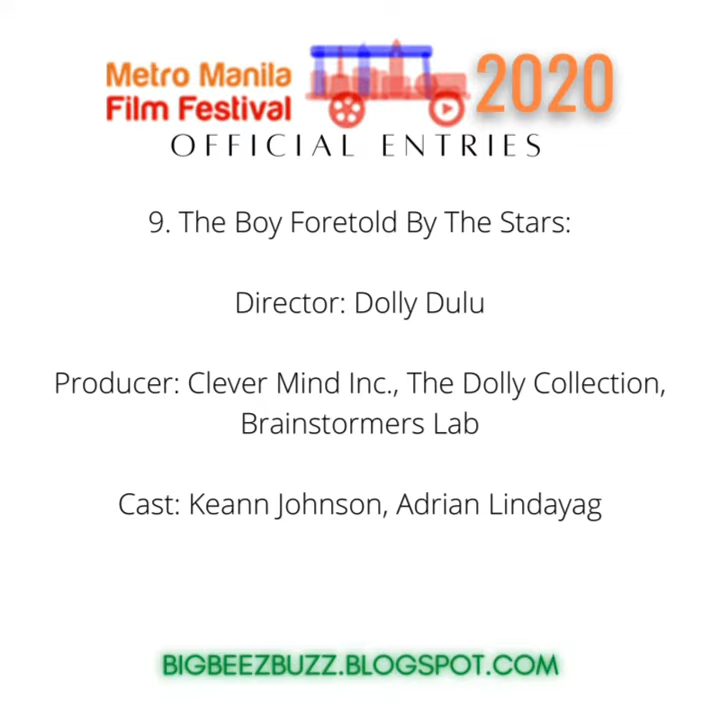 Metro Manila
Film Festival
2020
OFFICIAL ENTRIES
9. The Boy Foretold By The Stars:
Director: Dolly Dulu
Producer: Clever Mind Inc., The Dolly Collection,
Brainstormers Lab
Cast: Keann Johnson, Adrian Lindayag
BIGBEEZBUZZ.BLOGSPOT.COM